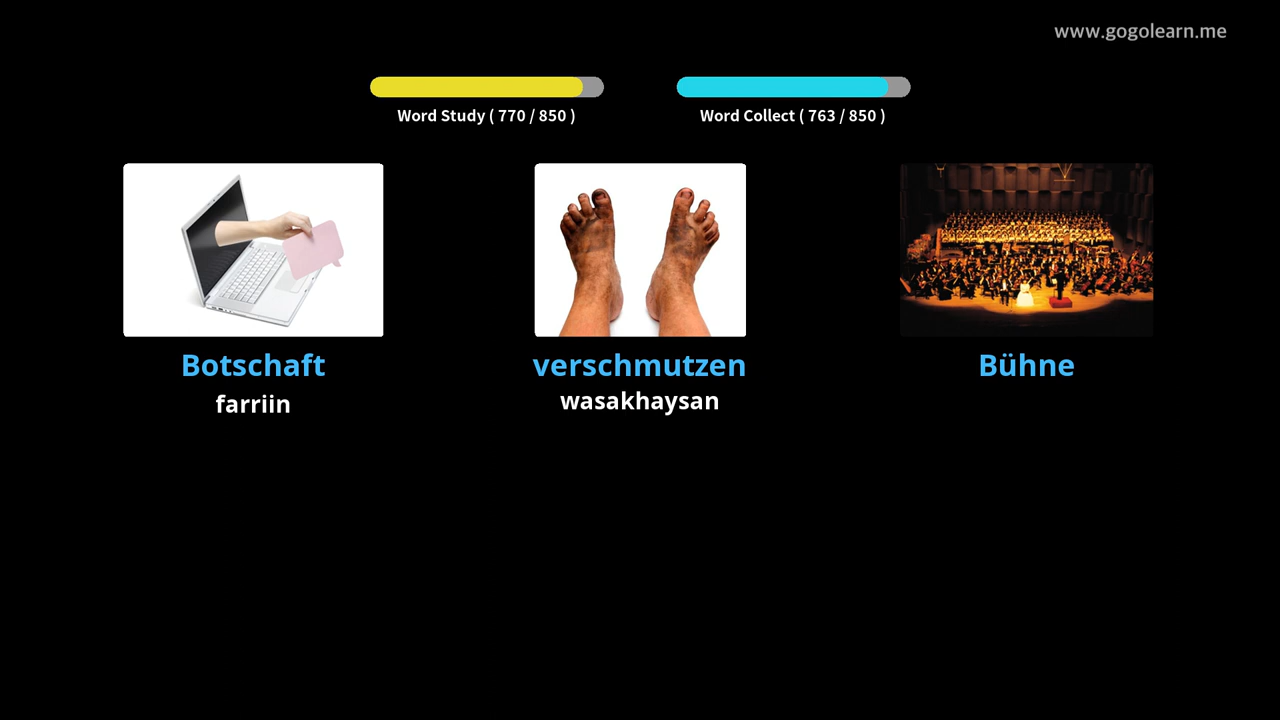 www.gogolearn.me
Word Study ( 770 / 850 )
Word Collect ( 763 / 850 )
Botschaft
farriin
verschmutzen
wasakhaysan
Bühne